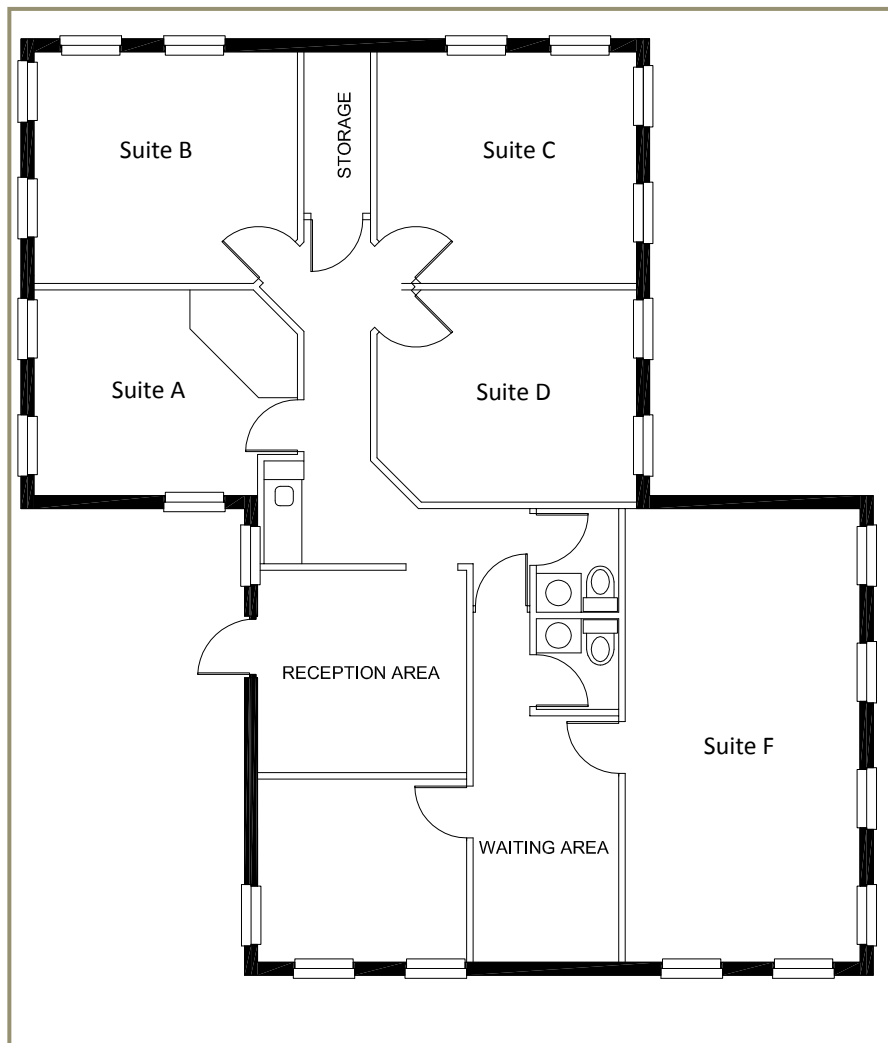 Suite B
STORAGE
Suite C
Suite A
Suite D
RECEPTION AREA
Suite F
WAITING AREA